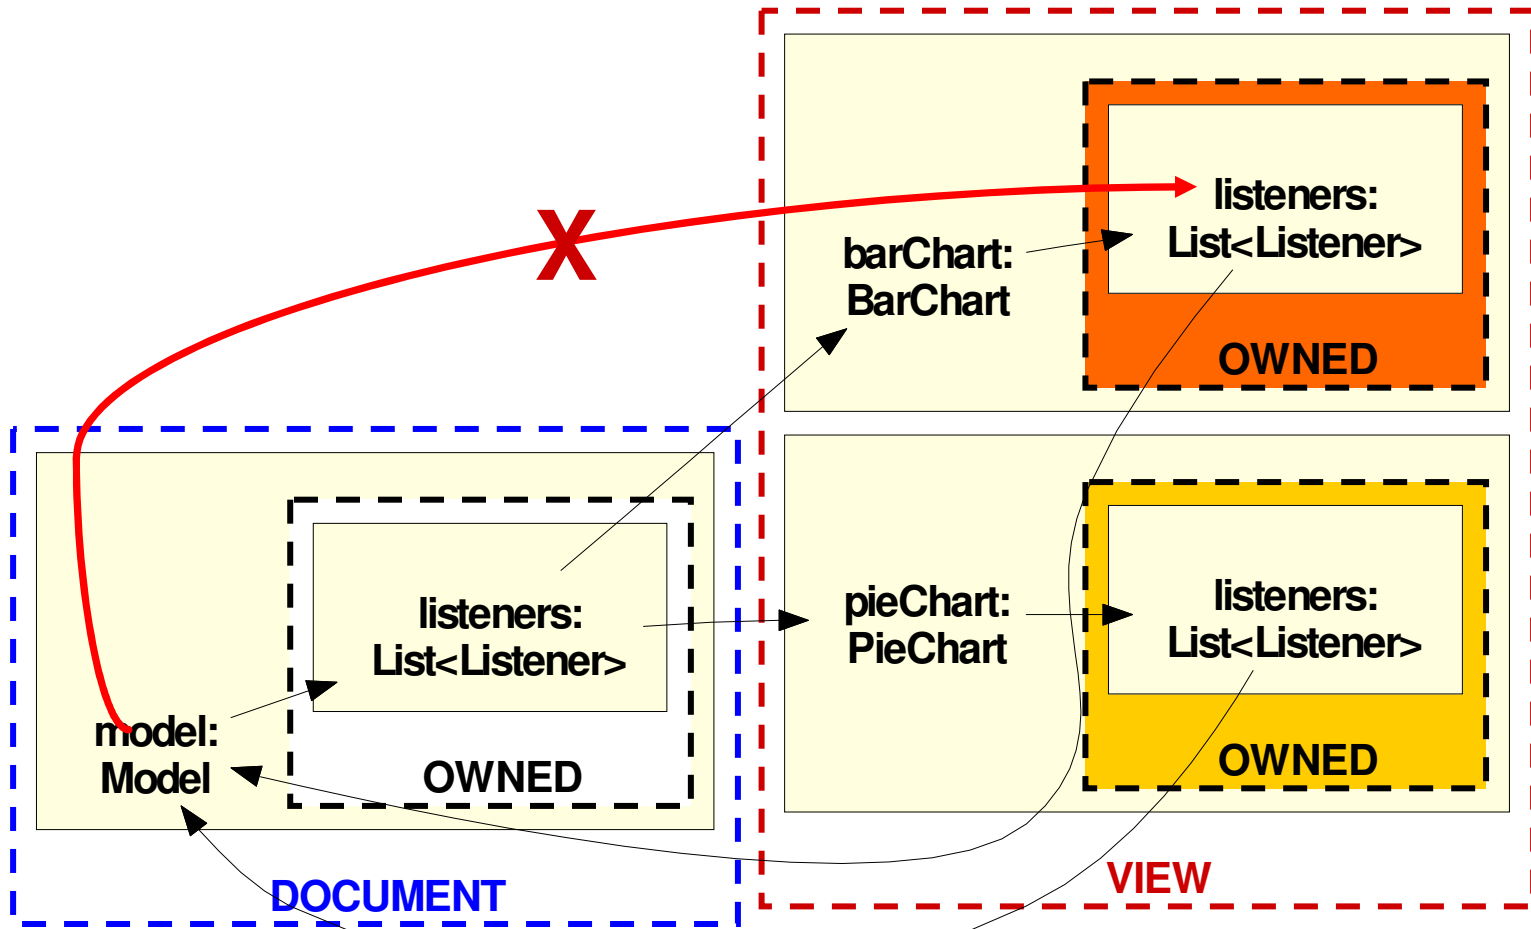 listeners:
List<Listener>
barChart:
BarChart
OWNED
X
listeners:
List<Listener>
pieChart:
PieChart
OWNED
VIEW
listeners:
List<Listener>
model:
Model
OWNED
DOCUMENT